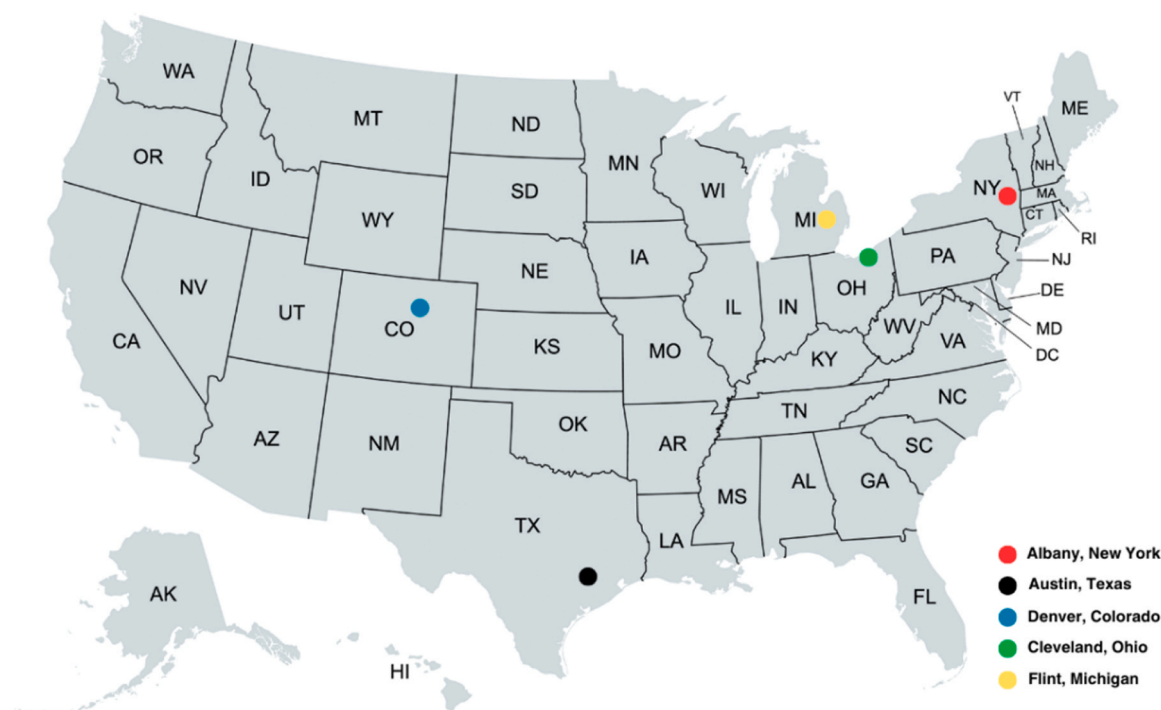 WA
MT
ND
MN
VT
ME
OR
ID
SD
WI
NH
NY
MA
WY
MI
CT
RI
IA
PA
NJ
NE
NV
OH
DE
UT
IL
IN
CO
WV
MD
CA
KS
MO
KY
VA
DC
TN
NC
AZ
NM
OK
AR
SC
MS
AL
GA
TX
LA
AK
FL
HI
Albany, New York
Austin, Texas
Denver, Colorado
Cleveland, Ohio
Flint, Michigan